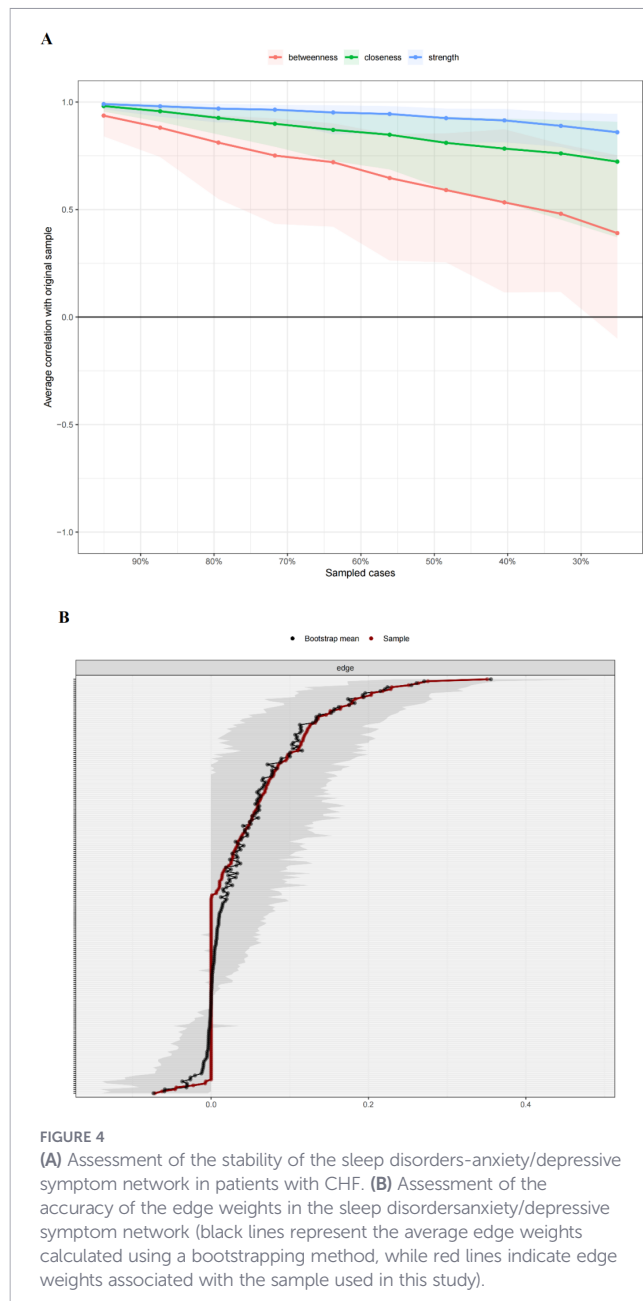 A
betweenness closeness strength
1.0
0.5
0.0
−0.5
−1.0
Average correlation with original sample
90% 80% 70% 60% 50% 40% 30%
Sampled cases
B
Bootstrap mean Sample
edge
0.0 0.2 0.4
FIGURE 4
(A) Assessment of the stability of the sleep disorders-anxiety/depressive
symptom network in patients with CHF. (B) Assessment of the
accuracy of the edge weights in the sleep disordersanxiety/depressive
symptom network (black lines represent the average edge weights
calculated using a bootstrapping method, while red lines indicate edge
weights associated with the sample used in this study).